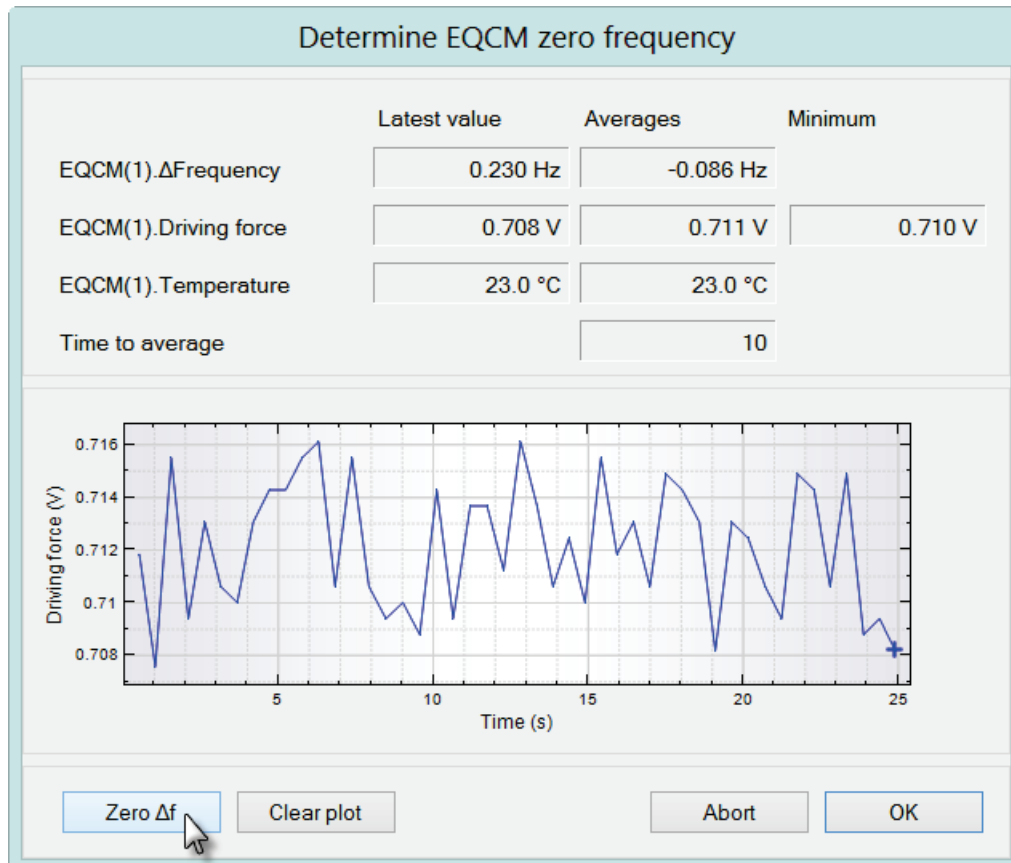 Determine EQCM zero frequency
Latest value Averages Minimum
EQCM(1).ΔFrequency 0.230 Hz -0.086 Hz
EQCM(1).Driving force 0.708 V 0.711 V 0.710 V
EQCM(1).Temperature 23.0 °C 23.0 °C
Time to average 10
0.716
0.714
0.712
0.71
0.708
Driving force (V)
5 10 15 20 25
Time (s)
Zero Δf Clear plot Abort OK